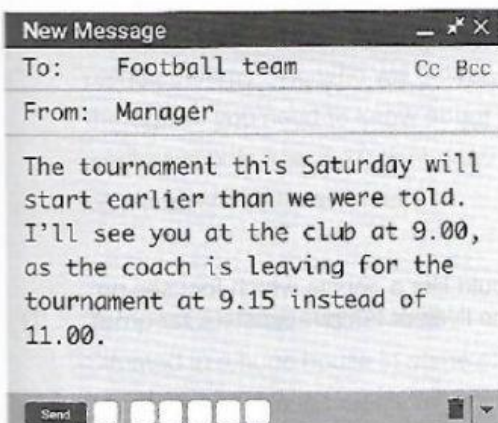 New Message
To: Football team Cc Bcc
From: Manager
The tournament this Saturday will
start earlier than we were told.
I'll see you at the club at 9.00,
as the coach is leaving for the
tournament at 9.15 instead of
11.00.
Send